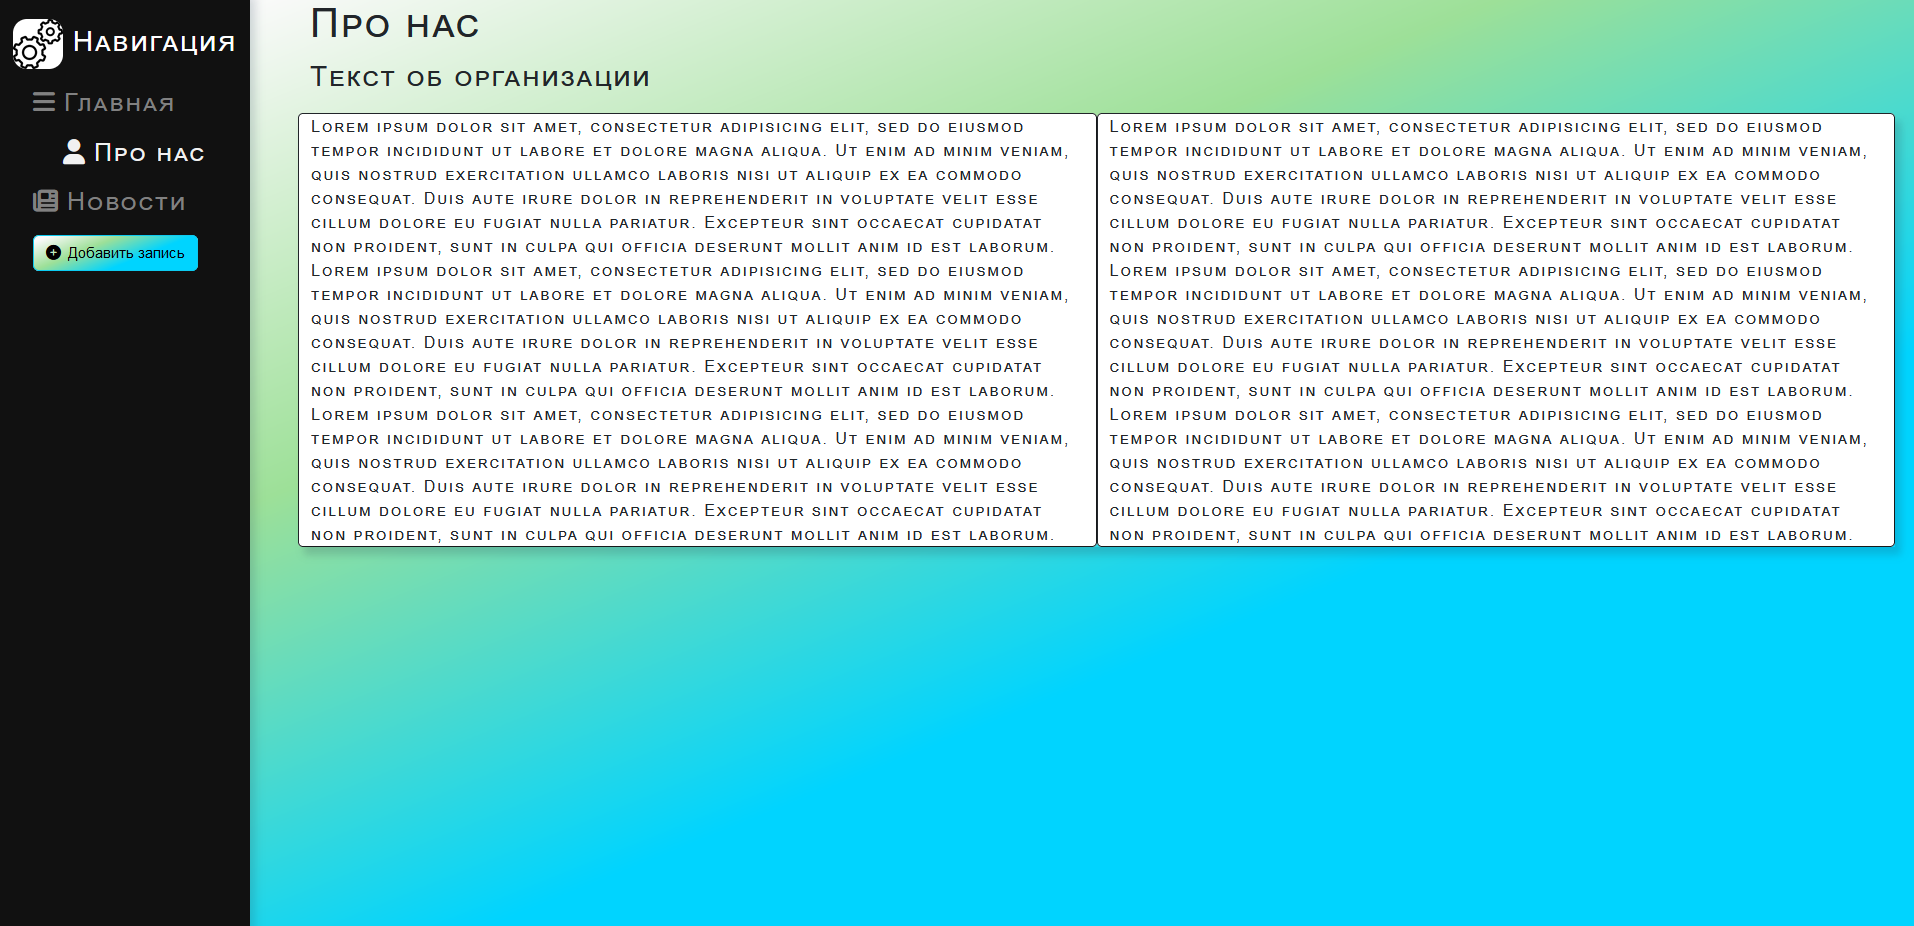 Навигация
Главная
Про нас
Новости
Добавить запись
Про нас
Текст об организации
Lorem ipsum dolor sit amet, consectetur adipisicing elit, sed do eiusmod
tempor incididunt ut labore et dolore magna aliqua. Ut enim ad minim veniam,
quis nostrud exercitation ullamco laboris nisi ut aliquip ex ea commodo
consequat. Duis aute irure dolor in reprehenderit in voluptate velit esse
cillum dolore eu fugiat nulla pariatur. Excepteur sint occaecat cupidatat
non proident, sunt in culpa qui officia deserunt mollit anim id est laborum.
Lorem ipsum dolor sit amet, consectetur adipisicing elit, sed do eiusmod
tempor incididunt ut labore et dolore magna aliqua. Ut enim ad minim veniam,
quis nostrud exercitation ullamco laboris nisi ut aliquip ex ea commodo
consequat. Duis aute irure dolor in reprehenderit in voluptate velit esse
cillum dolore eu fugiat nulla pariatur. Excepteur sint occaecat cupidatat
non proident, sunt in culpa qui officia deserunt mollit anim id est laborum.
Lorem ipsum dolor sit amet, consectetur adipisicing elit, sed do eiusmod
tempor incididunt ut labore et dolore magna aliqua. Ut enim ad minim veniam,
quis nostrud exercitation ullamco laboris nisi ut aliquip ex ea commodo
consequat. Duis aute irure dolor in reprehenderit in voluptate velit esse
cillum dolore eu fugiat nulla pariatur. Excepteur sint occaecat cupidatat
non proident, sunt in culpa qui officia deserunt mollit anim id est laborum.
Lorem ipsum dolor sit amet, consectetur adipisicing elit, sed do eiusmod
tempor incididunt ut labore et dolore magna aliqua. Ut enim ad minim veniam,
quis nostrud exercitation ullamco laboris nisi ut aliquip ex ea commodo
consequat. Duis aute irure dolor in reprehenderit in voluptate velit esse
cillum dolore eu fugiat nulla pariatur. Excepteur sint occaecat cupidatat
non proident, sunt in culpa qui officia deserunt mollit anim id est laborum.
Lorem ipsum dolor sit amet, consectetur adipisicing elit, sed do eiusmod
tempor incididunt ut labore et dolore magna aliqua. Ut enim ad minim veniam,
quis nostrud exercitation ullamco laboris nisi ut aliquip ex ea commodo
consequat. Duis aute irure dolor in reprehenderit in voluptate velit esse
cillum dolore eu fugiat nulla pariatur. Excepteur sint occaecat cupidatat
non proident, sunt in culpa qui officia deserunt mollit anim id est laborum.
Lorem ipsum dolor sit amet, consectetur adipisicing elit, sed do eiusmod
tempor incididunt ut labore et dolore magna aliqua. Ut enim ad minim veniam,
quis nostrud exercitation ullamco laboris nisi ut aliquip ex ea commodo
consequat. Duis aute irure dolor in reprehenderit in voluptate velit esse
cillum dolore eu fugiat nulla pariatur. Excepteur sint occaecat cupidatat
non proident, sunt in culpa qui officia deserunt mollit anim id est laborum.